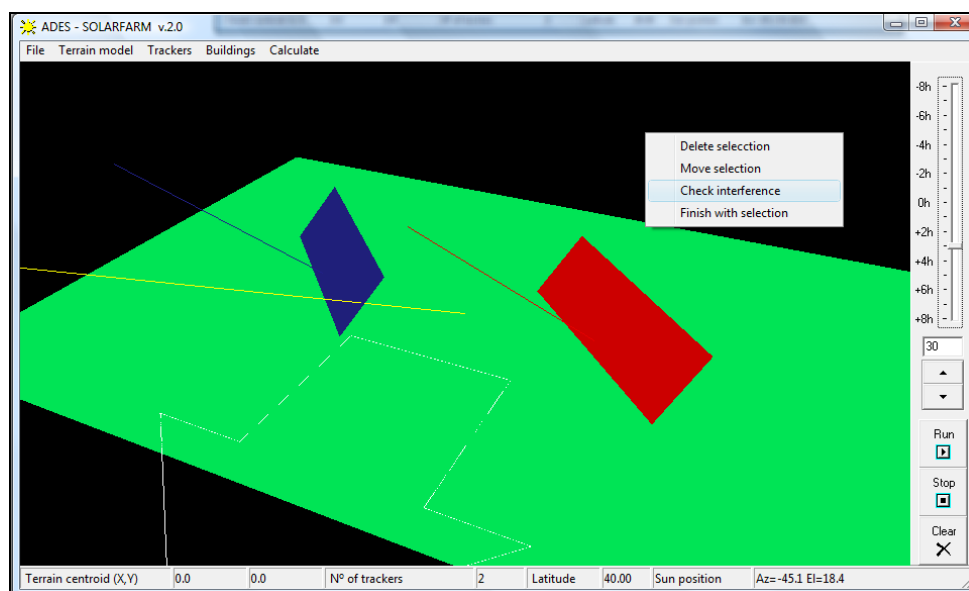 ADES - SOLARFARM v.2.0
File Terrain model Trackers Buildings Calculate
-8h
-6h
-4h
-2h
0h
+2h
+4h
+6h
+8h
Delete selecction
Move selection
Check interference
Finish with selection
30
Run
Stop
Clear
Terrain centroid (X,Y) 0.0 0.0 Nº of trackers 2 Latitude 40.00 Sun position Az=-45.1 El=18.4